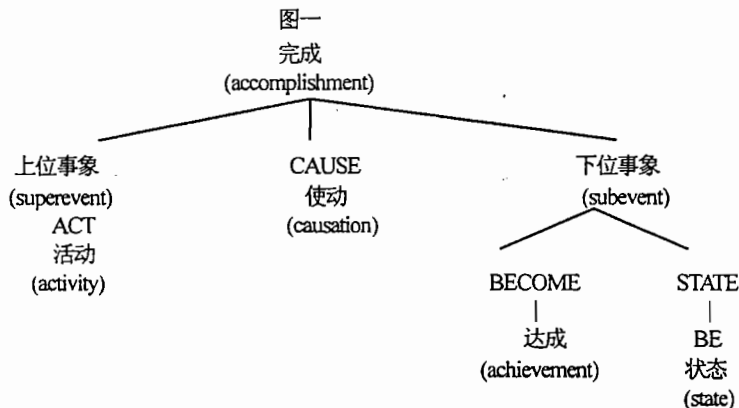 图一
完成
(accomplishment)
上位事象 CAUSE 下位事象
(superevent) 使动 (subevent)
ACT (causation)
活动
(activity)
BECOME STATE
达成 BE
(achievement) 状态
(state)